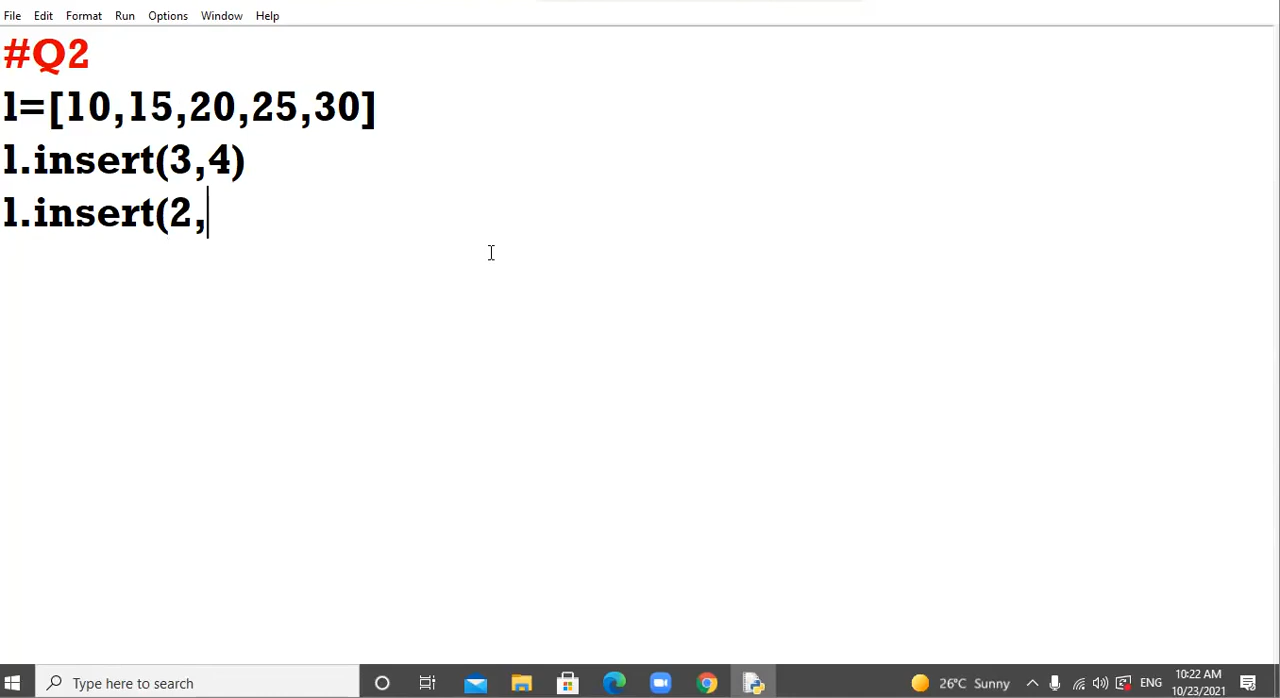 File Edit Format Run Options Window Help
#Q2
l=[10,15,20,25,30]
l.insert(3,4)
l.insert(2,
Type here to search
26°C Sunny
ENG
10:22 AM
10/23/2021